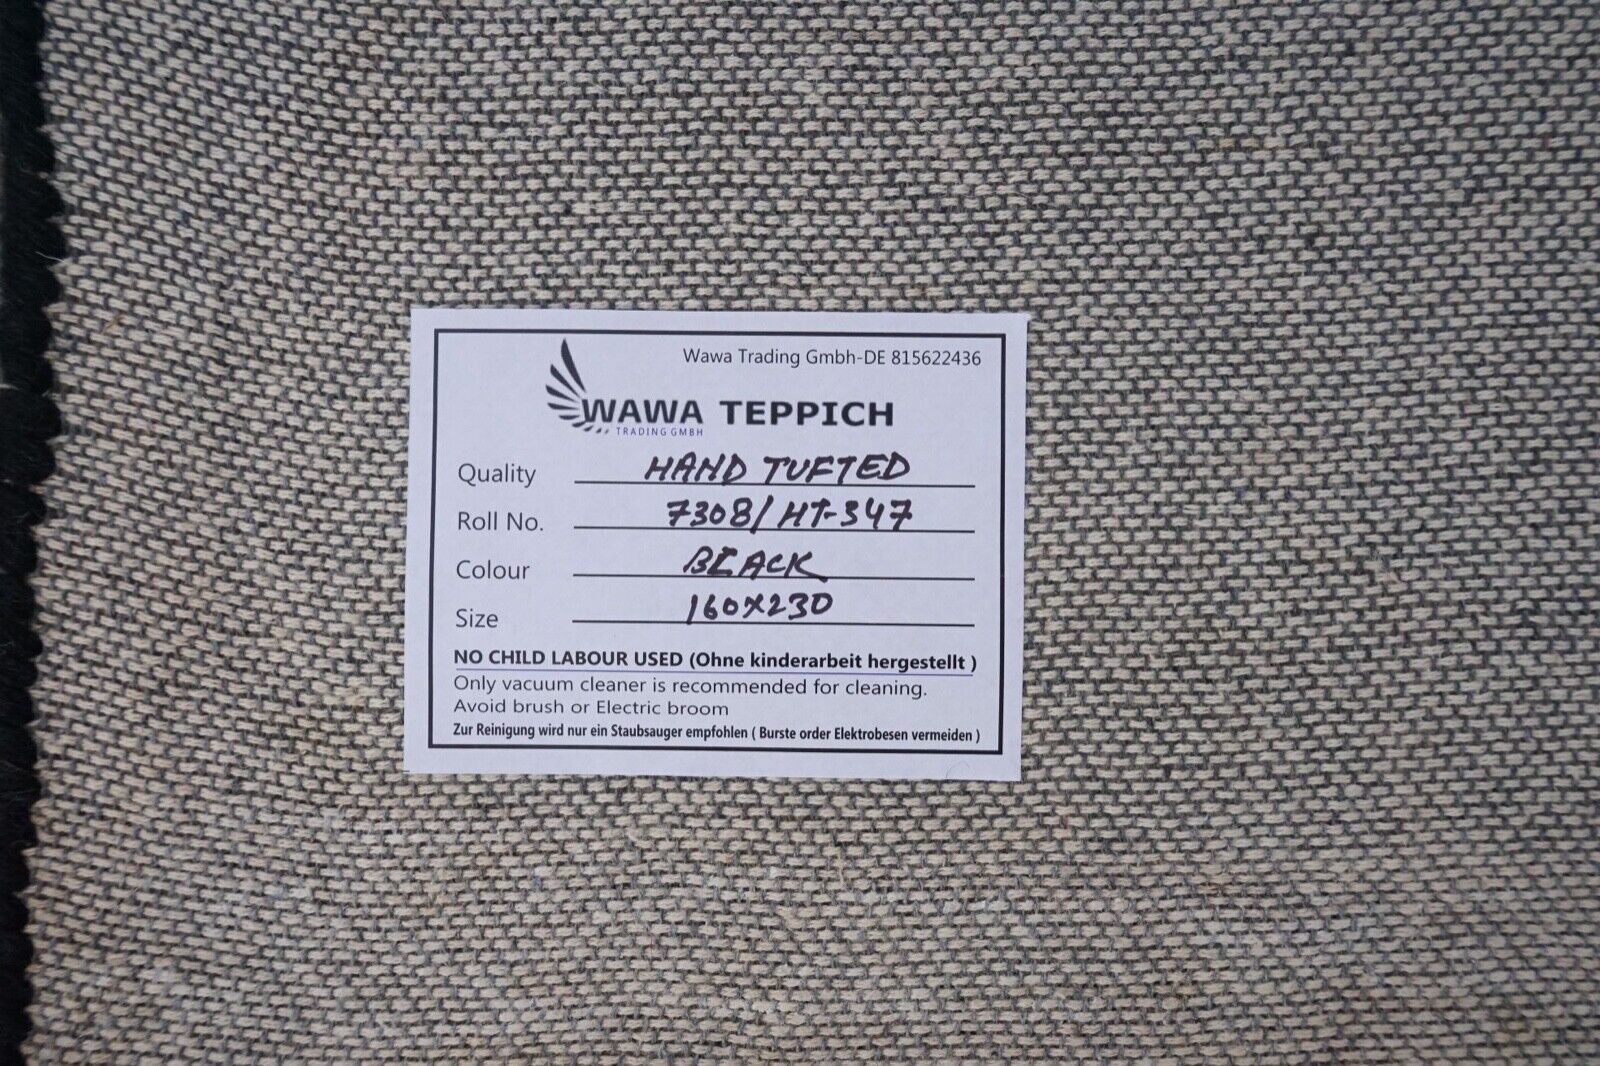 Wawa Trading Gmbh-DE 815622436
WAWA TEPPICH
TRADING GMBH
Quality HAND TUFTED
Roll No. 7308/HT-347
Colour BLACK
Size 160X230
NO CHILD LABOUR USED (Ohne kinderarbeit hergestellt )
Only vacuum cleaner is recommended for cleaning.
Avoid brush or Electric broom
Zur Reinigung wird nur ein Staubsauger empfohlen ( Burste order Elektrobesen vermeiden )